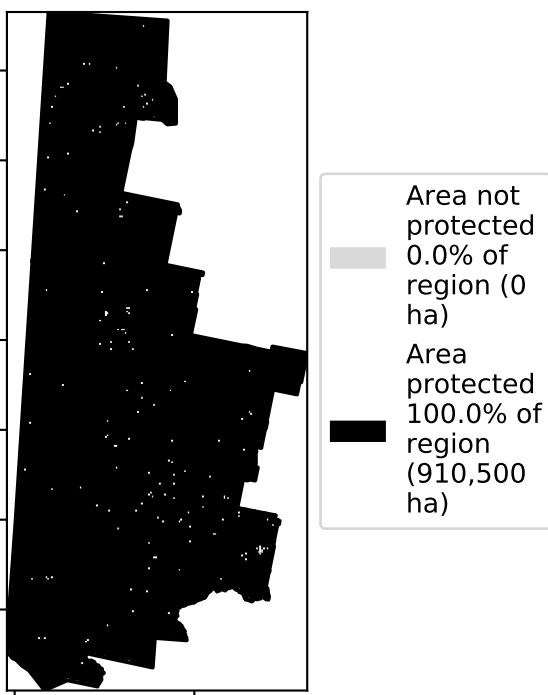 Area not
protected
0.0% of
region (0
ha)
Area
protected
100.0% of
region
(910,500
ha)